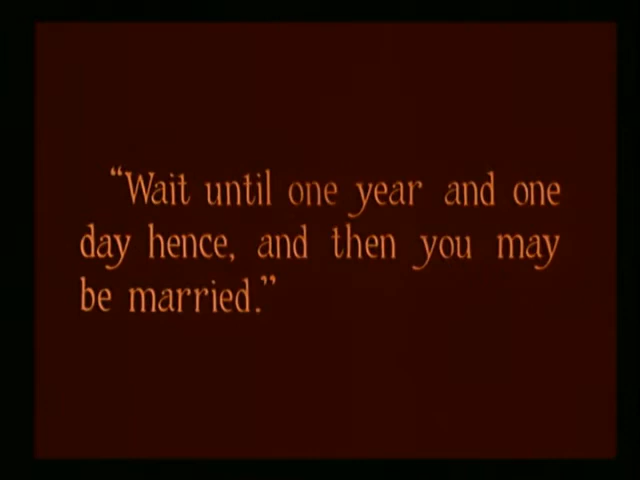 “Wait until one year and one
day hence, and then you may
be married.”